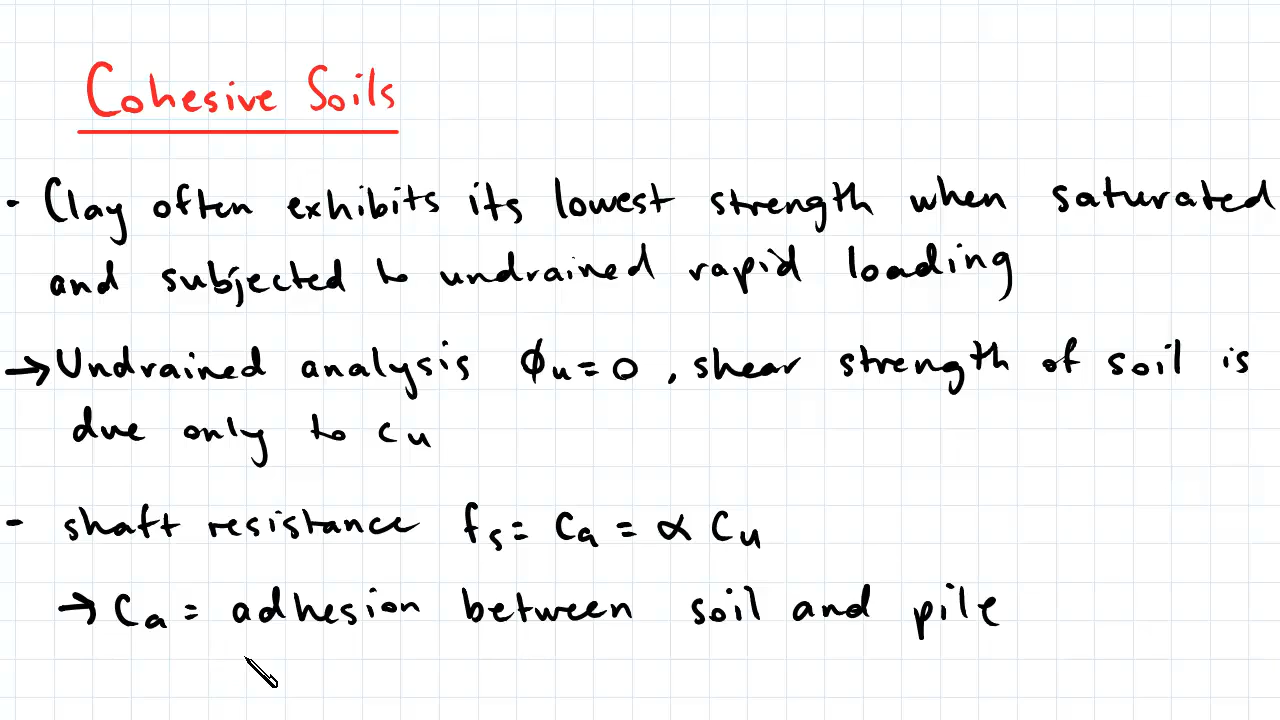 Cohesive Soils
- Clay often exhibits its lowest strength when saturated
and subjected to undrained rapid loading
→ Undrained analysis ϕu = 0, shear strength of soil is
due only to cu
- shaft resistance fs = Ca = α Cu
→ Ca = adhesion between soil and pile